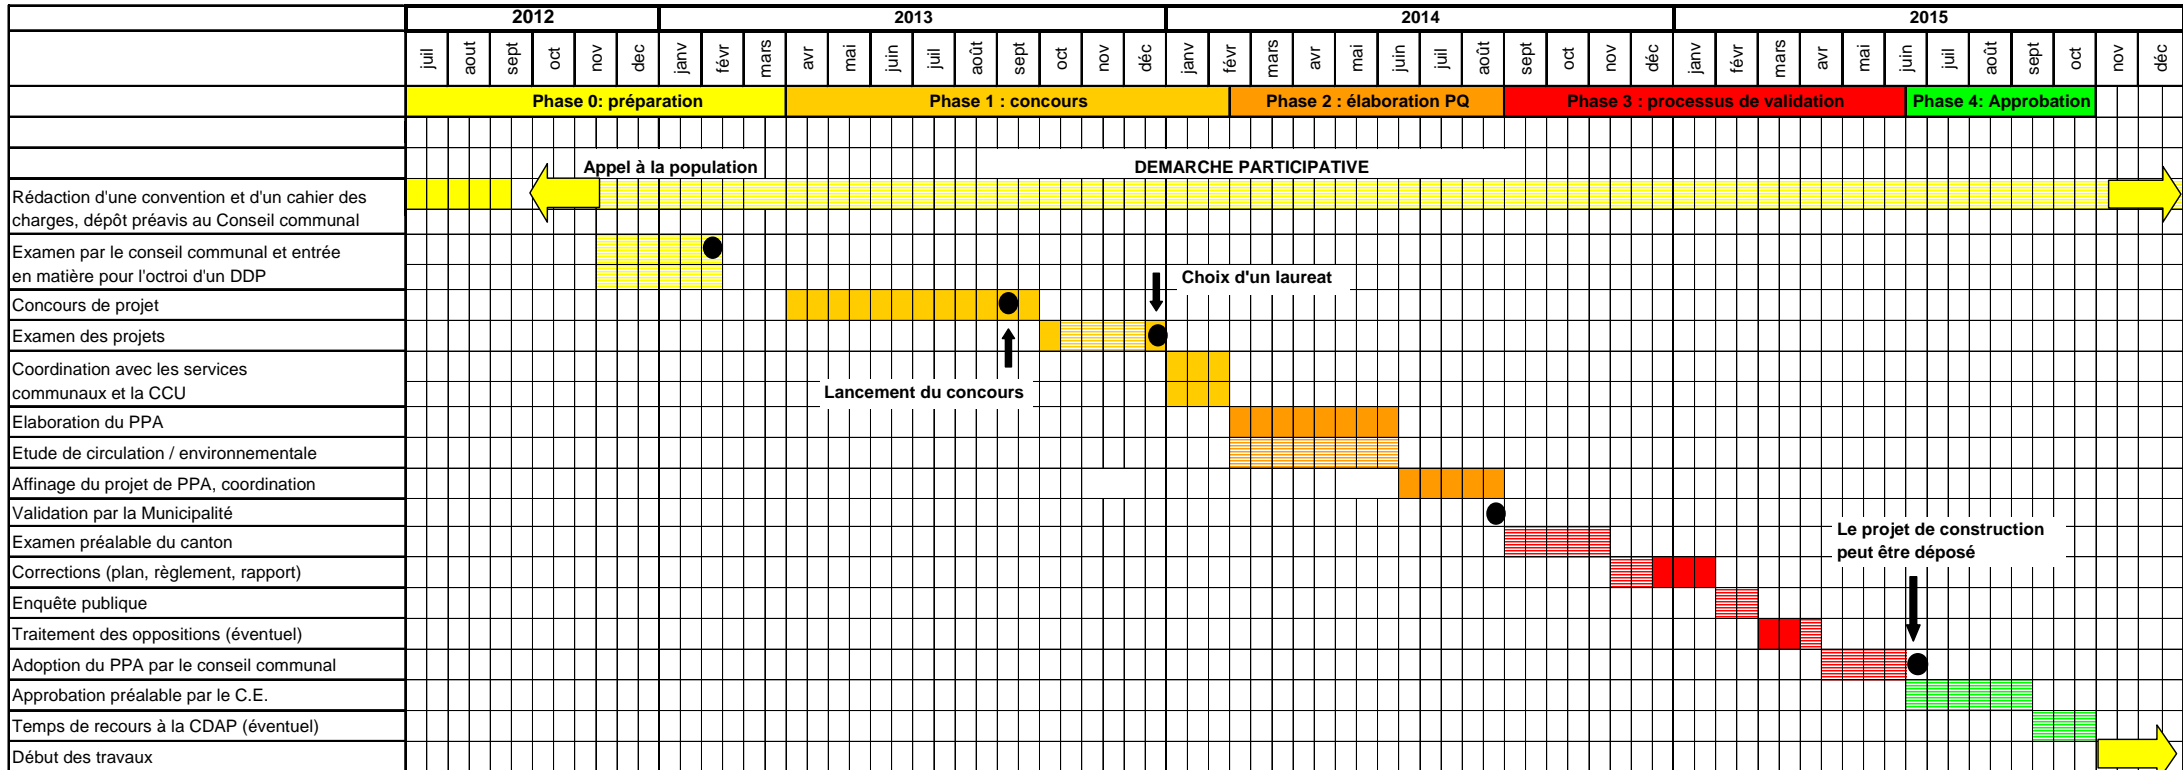 2012 2013 2014 2015
juil aout sept oct nov dec janv févr mars avr mai juin juil août sept oct nov déc janv févr mars avr mai juin juil août sept oct nov déc janv févr mars avr mai juin juil août sept oct nov déc
Phase 0: préparation Phase 1 : concours Phase 2 : élaboration PQ Phase 3 : processus de validation Phase 4: Approbation
Appel à la population DEMARCHE PARTICIPATIVE
Rédaction d'une convention et d'un cahier des
charges, dépôt préavis au Conseil communal
Examen par le conseil communal et entrée
en matière pour l'octroi d'un DDP
Choix d'un laureat
Concours de projet
Examen des projets
Coordination avec les services
communaux et la CCU
Lancement du concours
Elaboration du PPA
Etude de circulation / environnementale
Affinage du projet de PPA, coordination
Validation par la Municipalité
Le projet de construction
peut être déposé
Examen préalable du canton
Corrections (plan, règlement, rapport)
Enquête publique
Traitement des oppositions (éventuel)
Adoption du PPA par le conseil communal
Approbation préalable par le C.E.
Temps de recours à la CDAP (éventuel)
Début des travaux